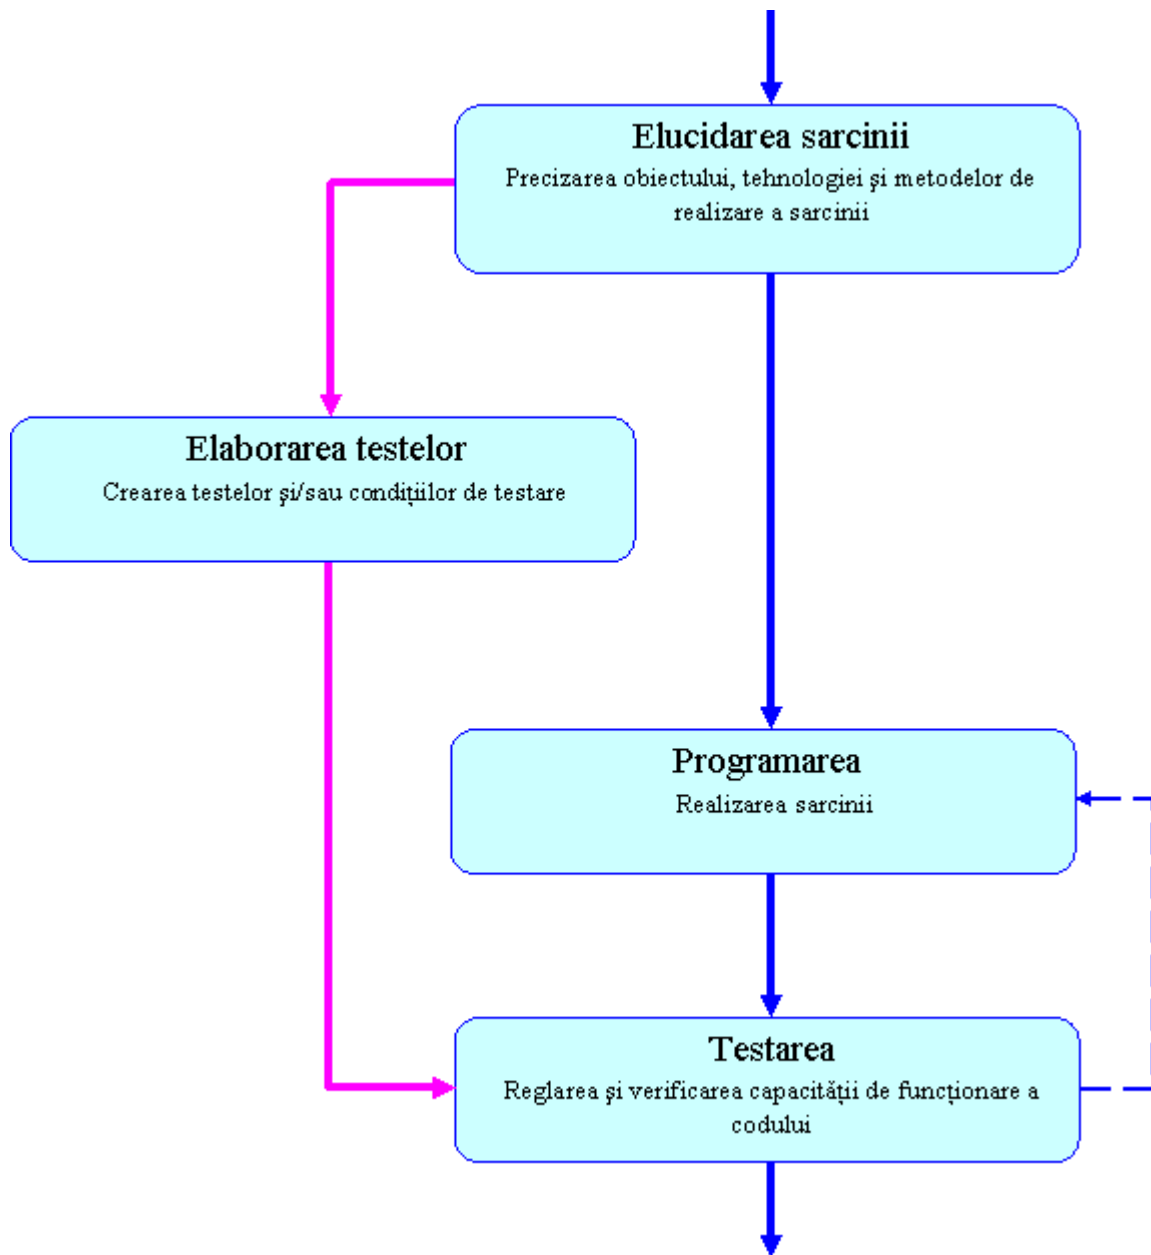 Elucidarea sarcinii
Precizarea obiectului, tehnologiei şi metodelor de
realizare a sarcinii
Elaborarea testelor
Crearea testelor şi/sau condiţiilor de testare
Programarea
Realizarea sarcinii
Testarea
Reglarea şi verificarea capacităţii de funcţionare a
codului